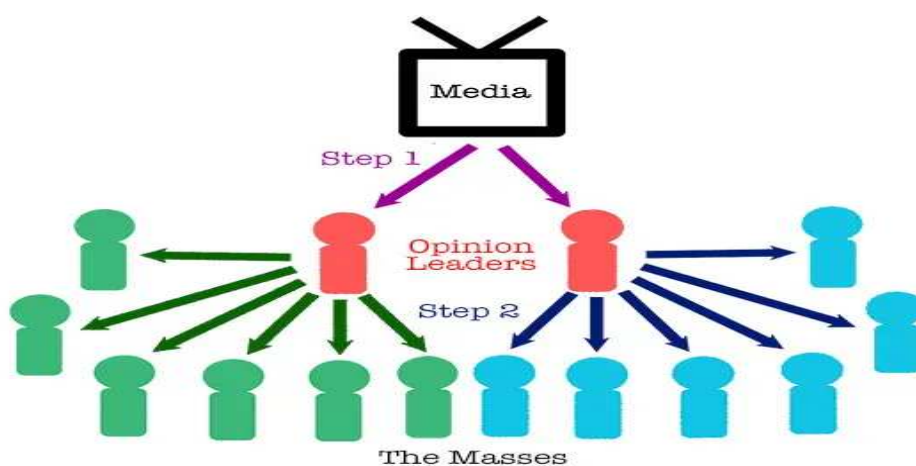 Media
Step 1
Opinion
Leaders
Step 2
The Masses